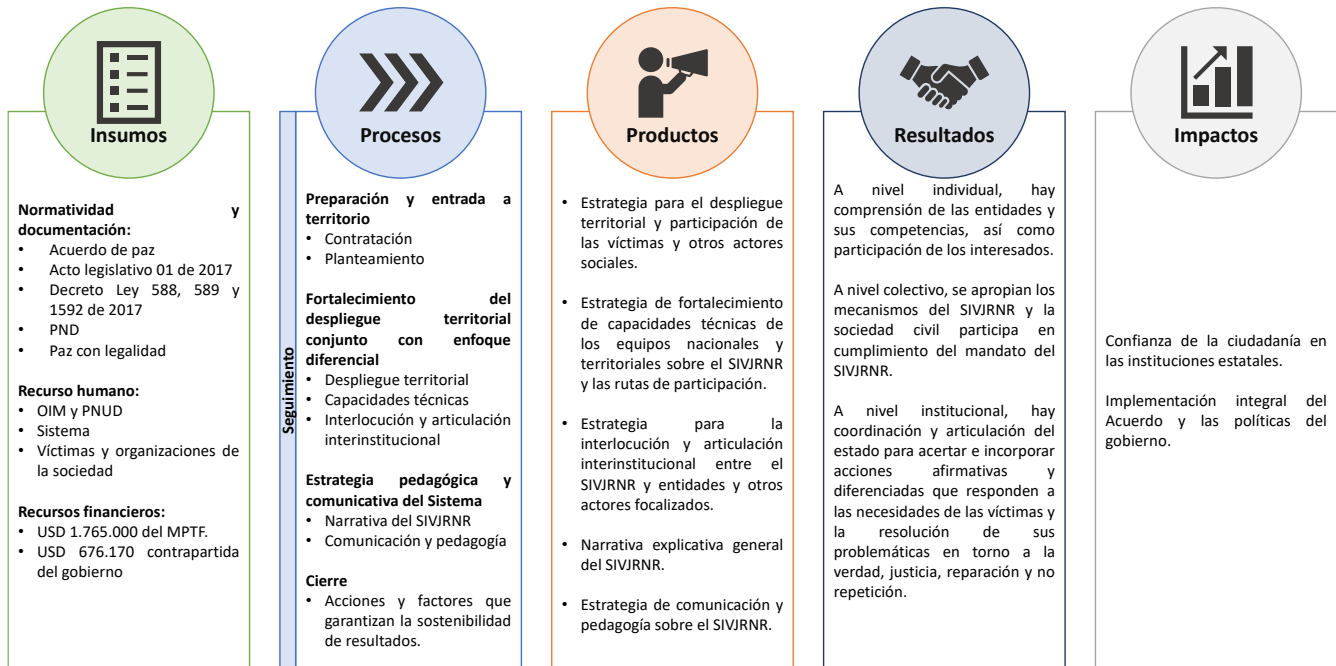 Insumos
Normatividad y
documentación:
• Acuerdo de paz
• Acto legislativo 01 de 2017
• Decreto Ley 588, 589 y
1592 de 2017
• PND
• Paz con legalidad
Recurso humano:
• OIM y PNUD
• Sistema
• Víctimas y organizaciones de
la sociedad
Recursos financieros:
• USD 1.765.000 del MPTF.
• USD 676.170 contrapartida
del gobierno
Seguimiento
Procesos
Preparación y entrada a
territorio
• Contratación
• Planteamiento
Fortalecimiento del
despliegue territorial
conjunto con enfoque
diferencial
• Despliegue territorial
• Capacidades técnicas
• Interlocución y articulación
interinstitucional
Estrategia pedagógica y
comunicativa del Sistema
• Narrativa del SIVJRNR
• Comunicación y pedagogía
Cierre
• Acciones y factores que
garantizan la sostenibilidad
de resultados.
Productos
• Estrategia para el despliegue
territorial y participación de
las víctimas y otros actores
sociales.
• Estrategia de fortalecimiento
de capacidades técnicas de
los equipos nacionales y
territoriales sobre el SIVJRNR
y las rutas de participación.
• Estrategia para la
interlocución y articulación
interinstitucional entre el
SIVJRNR y entidades y otros
actores focalizados.
• Narrativa explicativa general
del SIVJRNR.
• Estrategia de comunicación y
pedagogía sobre el SIVJRNR.
Resultados
A nivel individual, hay
comprensión de las entidades y
sus competencias, así como
participación de los interesados.
A nivel colectivo, se apropian los
mecanismos del SIVJRNR y la
sociedad civil participa en
cumplimiento del mandato del
SIVJRNR.
A nivel institucional, hay
coordinación y articulación del
estado para acertar e incorporar
acciones afirmativas y
diferenciadas que responden a
las necesidades de las víctimas y
la resolución de sus
problemáticas en torno a la
verdad, justicia, reparación y no
repetición.
Impactos
Confianza de la ciudadanía en
las instituciones estatales.
Implementación integral del
Acuerdo y las políticas del
gobierno.